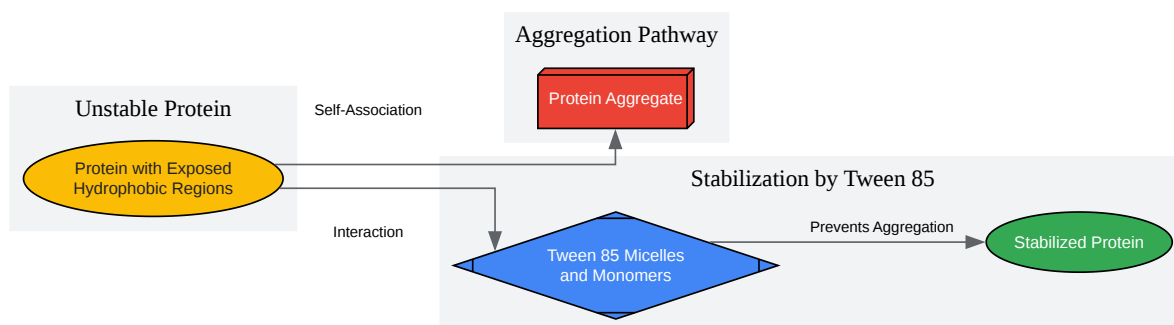 Aggregation Pathway
Protein Aggregate
Unstable Protein
Self-Association
Protein with Exposed
Hydrophobic Regions
Stabilization by Tween 85
Interaction
Prevents Aggregation
Tween 85 Micelles
and Monomers
Stabilized Protein